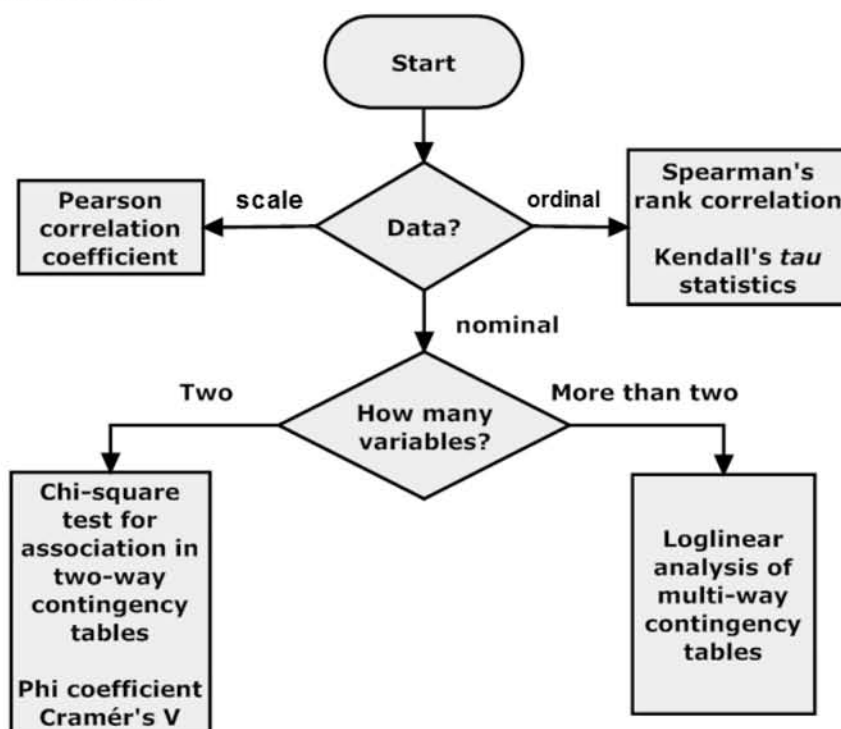 Start
Pearson
correlation
coefficient
scale
Data?
ordinal
Spearman's
rank correlation
Kendall's tau
statistics
nominal
Two
How many
variables?
More than two
Chi-square
test for
association in
two-way
contingency
tables
Phi coefficient
Cramér's V
Loglinear
analysis of
multi-way
contingency
tables